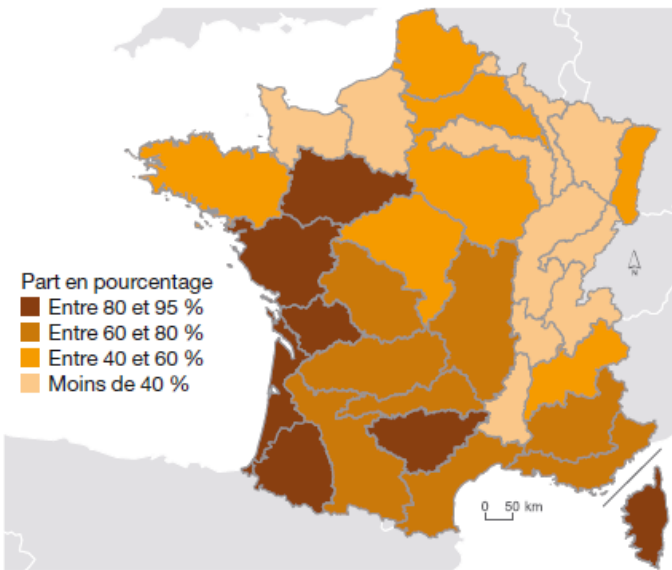 Part en pourcentage
Entre 80 et 95 %
Entre 60 et 80 %
Entre 40 et 60 %
Moins de 40 %
N
0 50 km